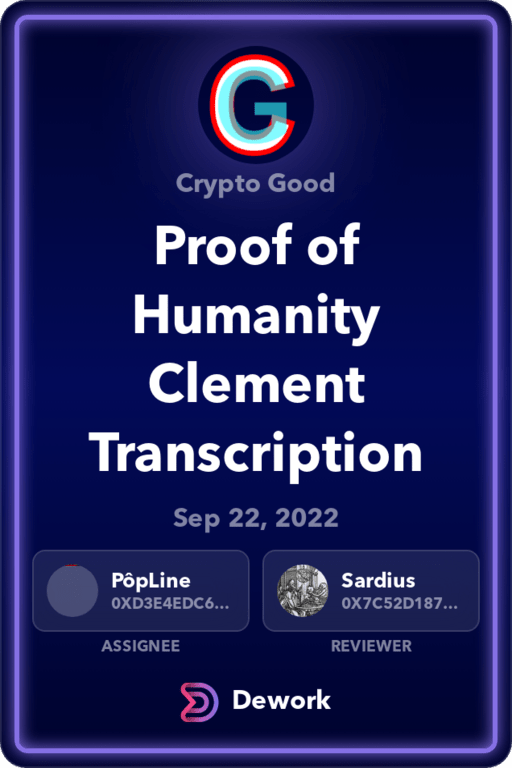 Crypto Good
Proof of
Humanity
Clement
Transcription
Sep 22, 2022
PôpLine
0XD3E4EDC6...
Sardius
0X7C52D187...
ASSIGNEE
REVIEWER
Dework